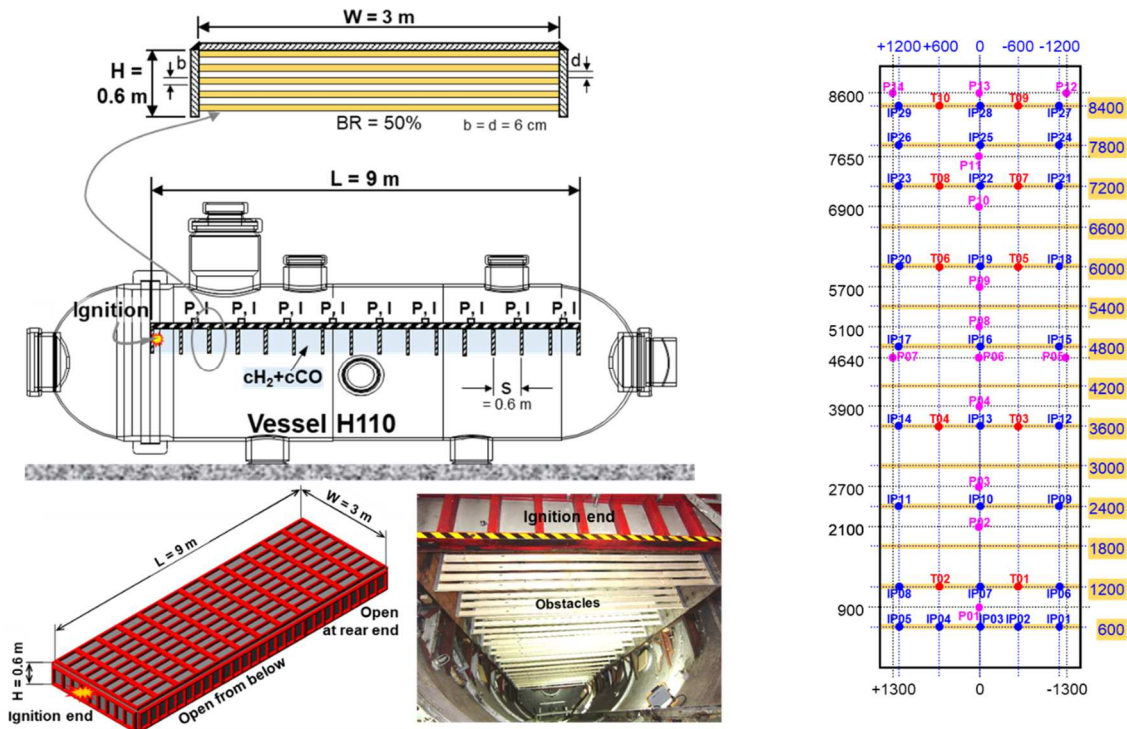 W = 3 m
b
d
H =
0.6 m
BR = 50%
b = d = 6 cm
L = 9 m
Ignition
P, I P, I P, I P, I P, I P, I P, I P, I P, I
cH₂+cCO
S
= 0.6 m
Vessel H110
L = 9 m
W = 3 m
H = 0.6 m
Open
at rear end
Open from below
Ignition end
Ignition end
Obstacles
+1200 +600 0 -600 -1200
P14 P13 P12
8600
T10 T09
8400
IP29 IP28 IP27
IP26 IP25 IP24
7800
7650
P11
IP23 T08 IP22 T07 IP21
7200
P10
6900
6600
IP20 T06 IP19 T05 IP18
6000
P09
5700
5400
P08
5100
IP17 IP16 IP15
4800
4640
P07 P06 P05
4200
P04
3900
IP14 T04 IP13 T03 IP12
3600
3000
P03
2700
IP11 IP10 IP09
2400
P02
2100
1800
T02 T01
1200
IP08 IP07 IP06
900
P01
IP05 IP04 IP03 IP02 IP01
600
+1300 0 -1300